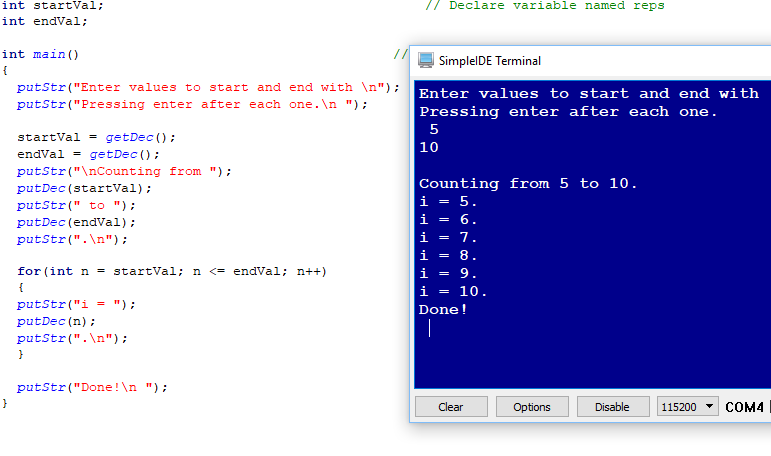 int startVal; // Declare variable named reps
int endVal;
int main() //
{
putStr("Enter values to start and end with \n");
putStr("Pressing enter after each one.\n ");
startVal = getDec();
endVal = getDec();
putStr("\nCounting from ");
putDec(startVal);
putStr(" to ");
putDec(endVal);
putStr(".\n");
for(int n = startVal; n <= endVal; n++)
{
putStr("i = ");
putDec(n);
putStr(".\n");
}
putStr("Done!\n ");
}
SimpleIDE Terminal
Enter values to start and end with
Pressing enter after each one.
5
10
Counting from 5 to 10.
i = 5.
i = 6.
i = 7.
i = 8.
i = 9.
i = 10.
Done!
Clear Options Disable 115200 COM4